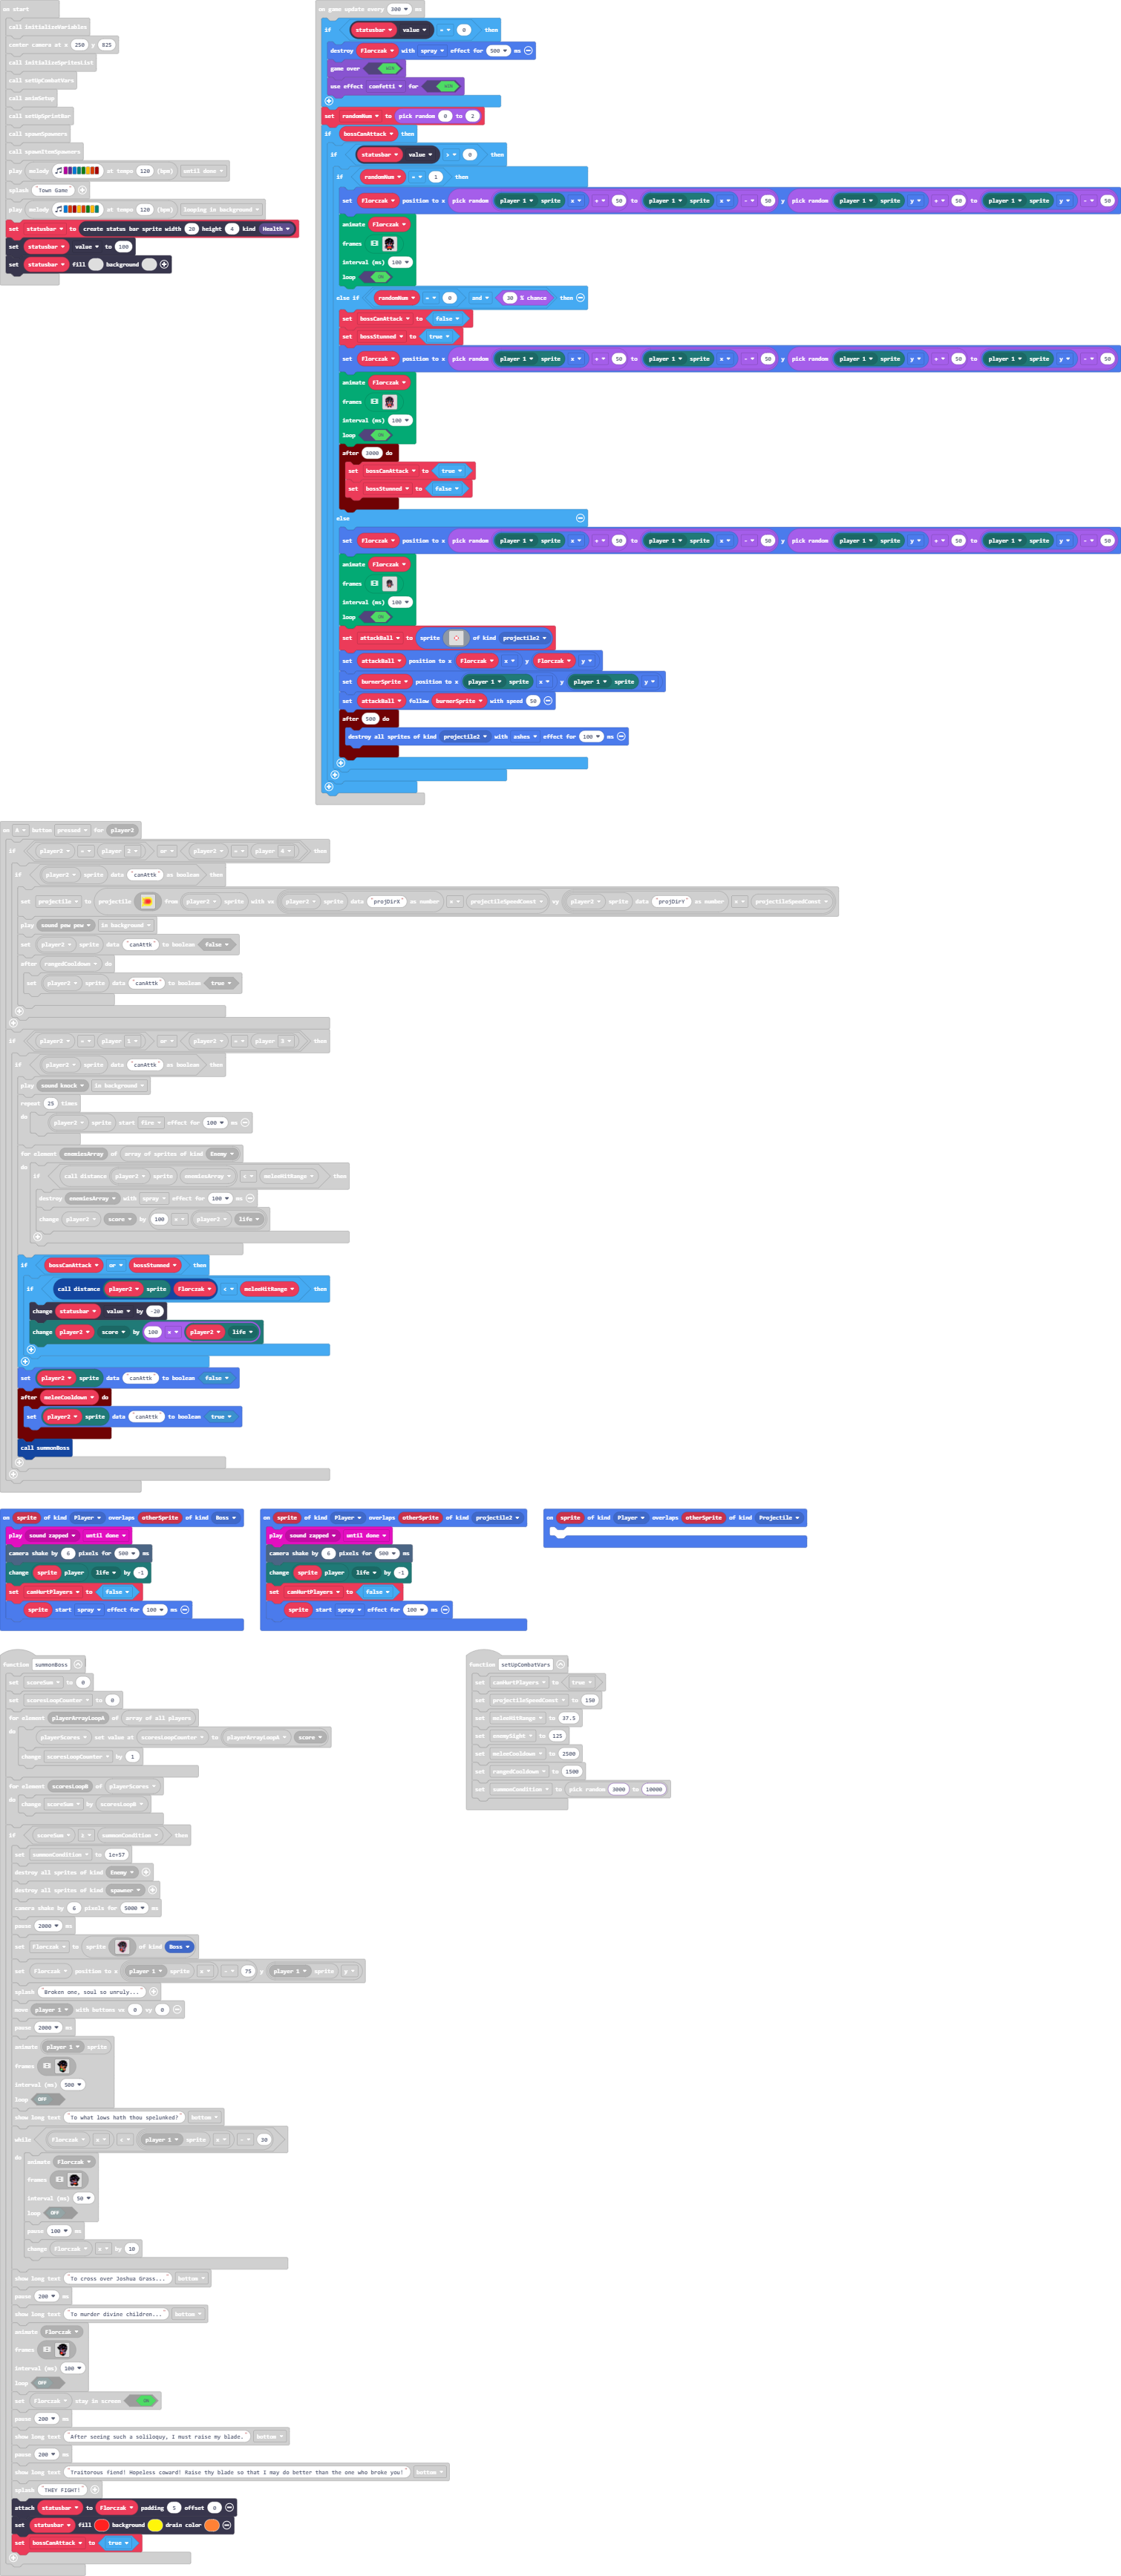 on start
call initializeVariables
center camera at x 250 y 825
call initializeSpritesList
call setUpCombatVars
call animSetup
call setUpSprintBar
call spawnSpawners
call spawnItemSpawners
play melody at tempo 120 (bpm) until done
splash "Town Game"
play melody at tempo 120 (bpm) looping in background
set statusbar to create status bar sprite width 20 height 4 kind Health
set statusbar value to 100
set statusbar fill background
on game update every 300 ms
if statusbar value = 0 then
destroy Florczak with spray effect for 500 ms
game over WIN
use effect confetti for WIN
set randomNum to pick random 0 to 2
if bossCanAttack then
if statusbar value > 0 then
if randomNum = 1 then
set Florczak position to x pick random player 1 sprite x + 50 to player 1 sprite x - 50 y pick random player 1 sprite y + 50 to player 1 sprite y - 50
animate Florczak
frames
interval (ms) 100
loop ON
else if randomNum = 0 and 30 % chance then
set bossCanAttack to false
set bossStunned to true
set Florczak position to x pick random player 1 sprite x + 50 to player 1 sprite x - 50 y pick random player 1 sprite y + 50 to player 1 sprite y - 50
animate Florczak
frames
interval (ms) 100
loop ON
after 3000 do
set bossCanAttack to true
set bossStunned to false
else
set Florczak position to x pick random player 1 sprite x + 50 to player 1 sprite x - 50 y pick random player 1 sprite y + 50 to player 1 sprite y - 50
animate Florczak
frames
interval (ms) 100
loop ON
set attackBall to sprite of kind projectile2
set attackBall position to x Florczak x y Florczak y
set burnerSprite position to x player 1 sprite x y player 1 sprite y
set attackBall follow burnerSprite with speed 50
after 500 do
destroy all sprites of kind projectile2 with ashes effect for 100 ms
on A button pressed for player2
if player2 = player 2 or player2 = player 4 then
if player2 sprite data "canAttk" as boolean then
set projectile to projectile from player2 sprite with vx player2 sprite data "projDirX" as number × projectileSpeedConst vy player2 sprite data "projDirY" as number × projectileSpeedConst
play sound pew pew in background
set player2 sprite data "canAttk" to boolean false
after rangedCooldown do
set player2 sprite data "canAttk" to boolean true
if player2 = player 1 or player2 = player 3 then
if player2 sprite data "canAttk" as boolean then
play sound knock in background
repeat 25 times
do player2 sprite start fire effect for 100 ms
for element enemiesArray of array of sprites of kind Enemy
do if call distance player2 sprite enemiesArray < meleeHitRange then
destroy enemiesArray with spray effect for 100 ms
change player2 score by 100 × player2 life
if bossCanAttack or bossStunned then
if call distance player2 sprite Florczak < meleeHitRange then
change statusbar value by -20
change player2 score by 100 × player2 life
set player2 sprite data "canAttk" to boolean false
after meleeCooldown do
set player2 sprite data "canAttk" to boolean true
call summonBoss
on sprite of kind Player overlaps otherSprite of kind Boss
play sound zapped until done
camera shake by 6 pixels for 500 ms
change sprite player life by -1
set canHurtPlayers to false
sprite start spray effect for 100 ms
on sprite of kind Player overlaps otherSprite of kind projectile2
play sound zapped until done
camera shake by 6 pixels for 500 ms
change sprite player life by -1
set canHurtPlayers to false
sprite start spray effect for 100 ms
on sprite of kind Player overlaps otherSprite of kind Projectile
function summonBoss
set scoreSum to 0
set scoresLoopCounter to 0
for element playerArrayLoopA of array of all players
do playerScores set value at scoresLoopCounter to playerArrayLoopA score
change scoresLoopCounter by 1
for element scoresLoopB of playerScores
do change scoreSum by scoresLoopB
if scoreSum ≥ summonCondition then
set summonCondition to 1e+57
destroy all sprites of kind Enemy
destroy all sprites of kind spawner
camera shake by 6 pixels for 5000 ms
pause 2000 ms
set Florczak to sprite of kind Boss
set Florczak position to x player 1 sprite x - 75 y player 1 sprite y
splash "Broken one, soul so unruly..."
move player 1 with buttons vx 0 vy 0
pause 2000 ms
animate player 1 sprite
frames
interval (ms) 500
loop OFF
show long text "To what lows hath thou spelunked?" bottom
while Florczak x < player 1 sprite x - 30
do animate Florczak
frames
interval (ms) 50
loop OFF
pause 100 ms
change Florczak x by 10
show long text "To cross over Joshua Grass..." bottom
pause 200 ms
show long text "To murder divine children..." bottom
animate Florczak
frames
interval (ms) 100
loop OFF
set Florczak stay in screen ON
pause 200 ms
show long text "After seeing such a soliloquy, I must raise my blade." bottom
pause 200 ms
show long text "Traitorous fiend! Hopeless coward! Raise thy blade so that I may do better than the one who broke you!" bottom
splash "THEY FIGHT!"
attach statusbar to Florczak padding 5 offset 0
set statusbar fill background drain color
set bossCanAttack to true
function setUpCombatVars
set canHurtPlayers to true
set projectileSpeedConst to 150
set meleeHitRange to 37.5
set enemySight to 125
set meleeCooldown to 2500
set rangedCooldown to 1500
set summonCondition to pick random 3000 to 10000